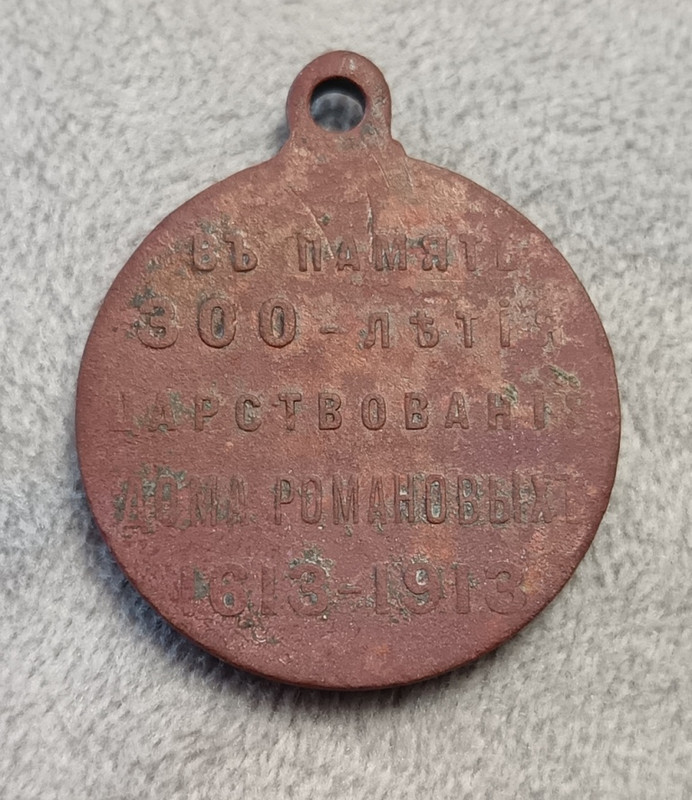 ВЪ ПАМЯТЬ
300-ЛѢТІЯ
ЦАРСТВОВАНІЯ
ДОМА РОМАНОВЫХЪ
1613-1913